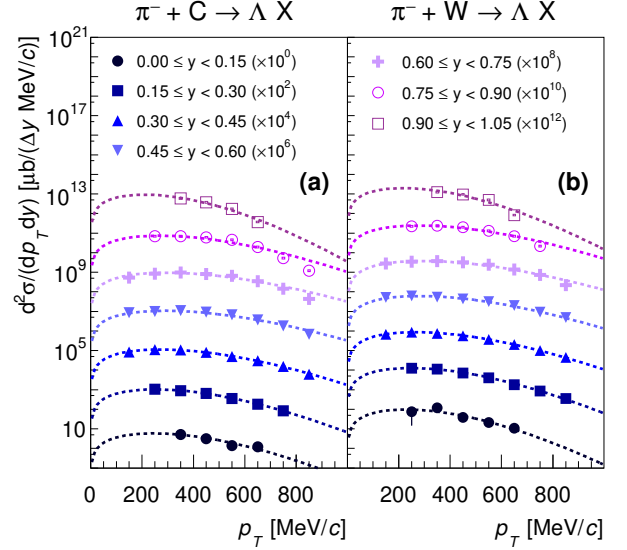 π⁻ + C → Λ X
π⁻ + W → Λ X
d²σ/(dp_T dy) [μb/(Δy MeV/c)]
10²¹
10¹⁷
10¹³
10⁹
10⁵
10
0.00 ≤ y < 0.15 (×10⁰)
0.15 ≤ y < 0.30 (×10²)
0.30 ≤ y < 0.45 (×10⁴)
0.45 ≤ y < 0.60 (×10⁶)
(a)
0.60 ≤ y < 0.75 (×10⁸)
0.75 ≤ y < 0.90 (×10¹⁰)
0.90 ≤ y < 1.05 (×10¹²)
(b)
0 200 400 600 800
200 400 600 800
p_T [MeV/c]
p_T [MeV/c]